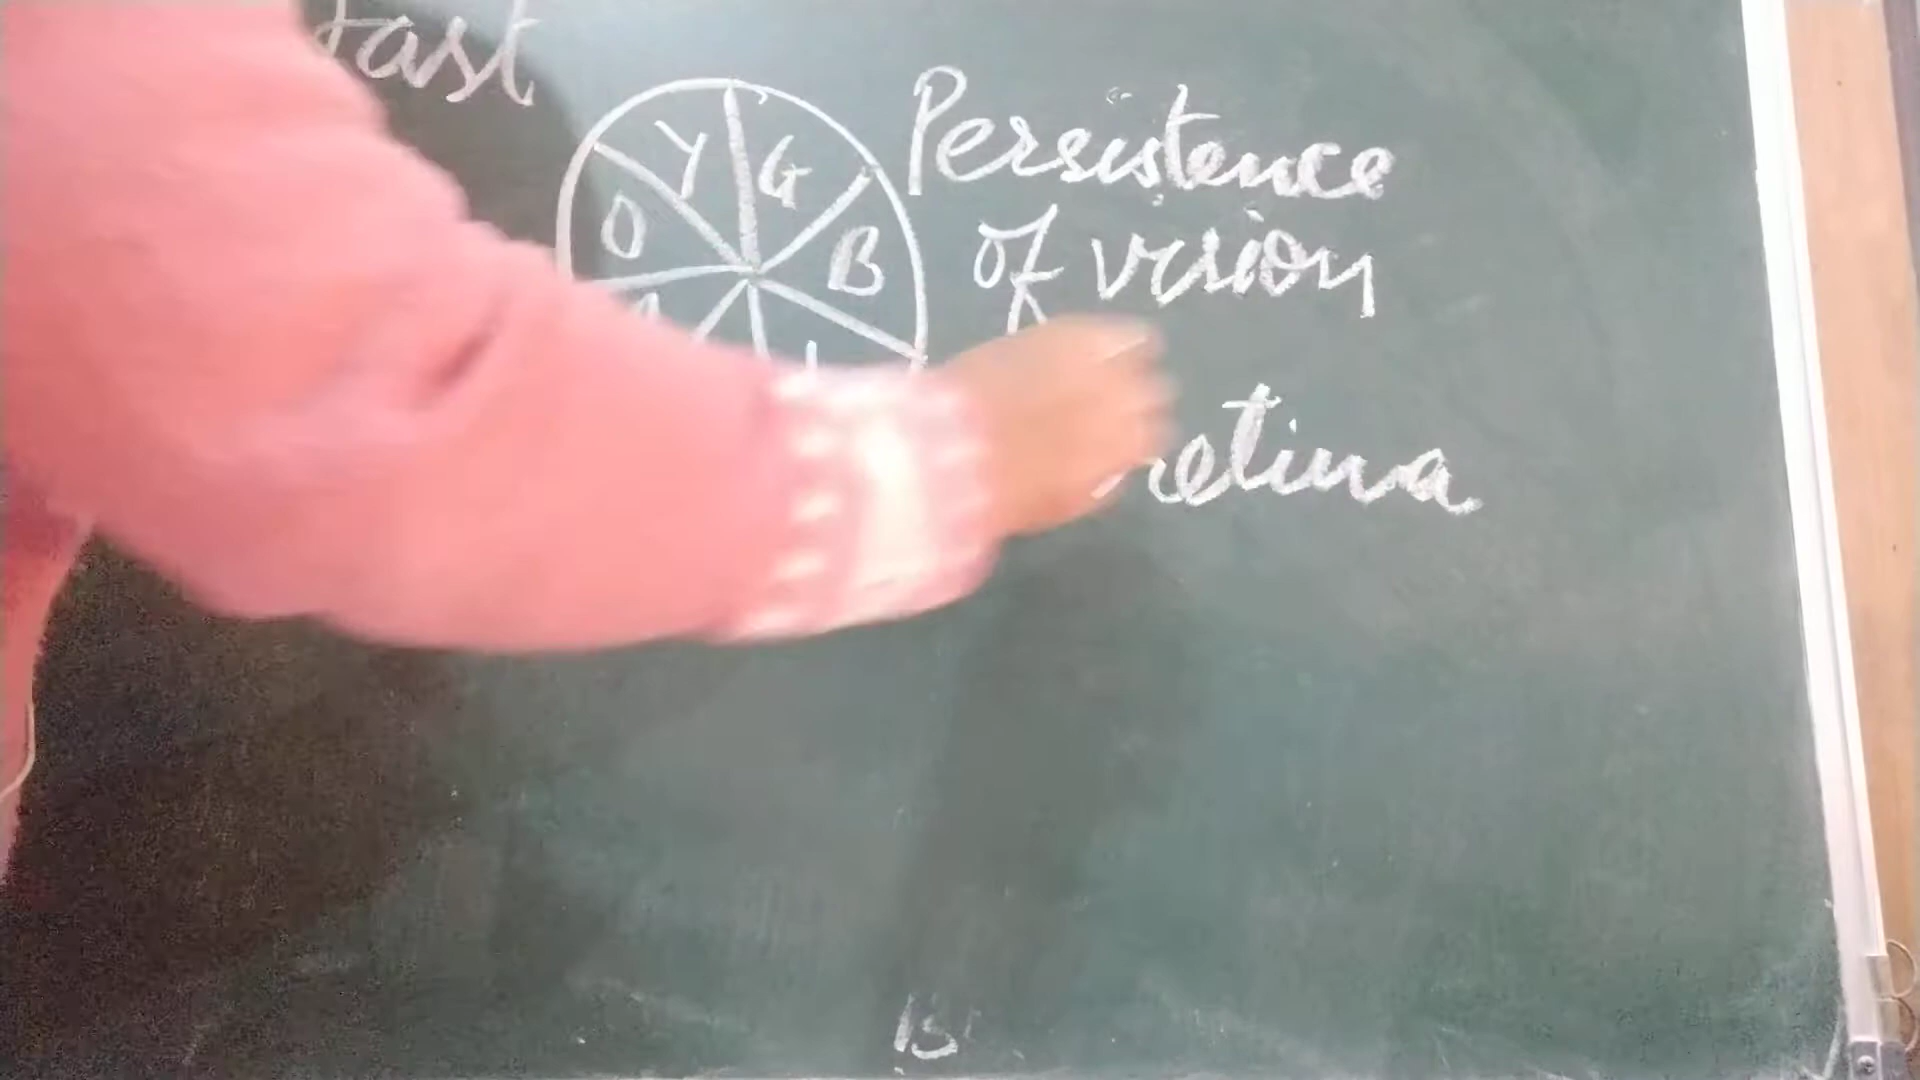 fast
Y G
O B
Persistence
of vision
retina